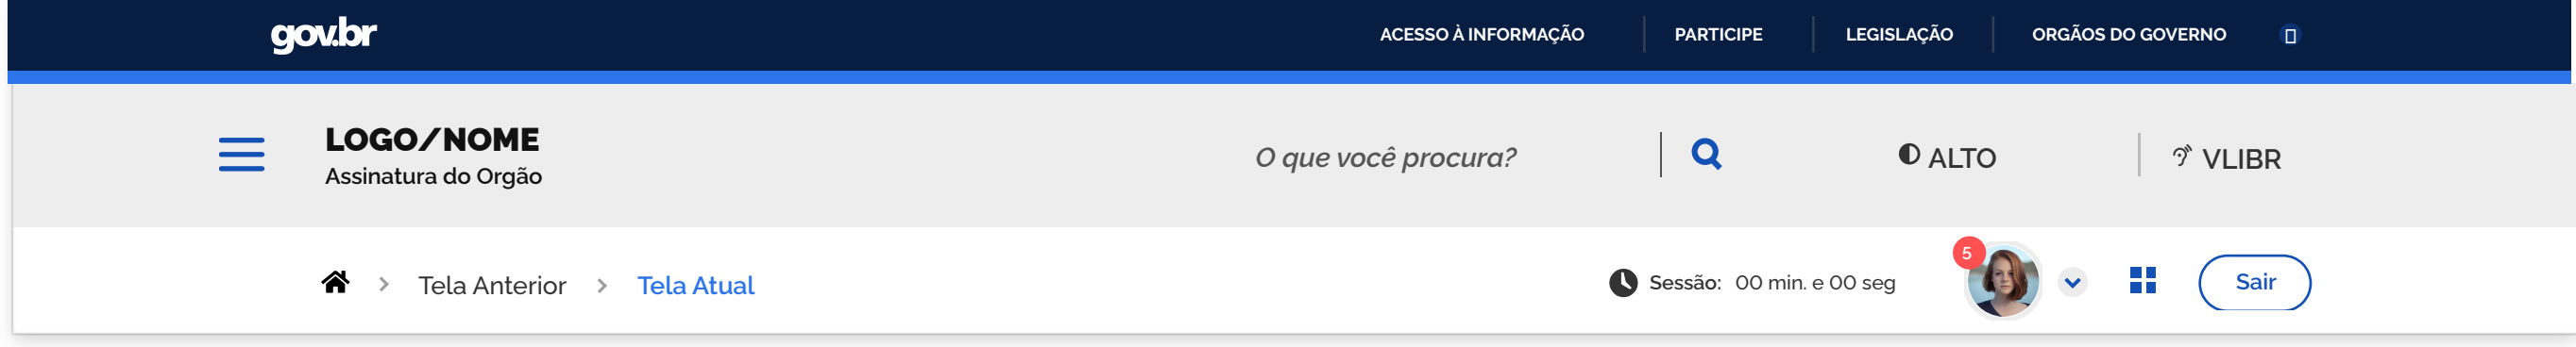 gov.br ACESSO À INFORMAÇÃO PARTICIPE LEGISLAÇÃO ORGÃOS DO GOVERNO
LOGO/NOME
Assinatura do Orgão
O que você procura? ALTO VLIBR
Tela Anterior Tela Atual Sessão: 00 min. e 00 seg 5 Sair